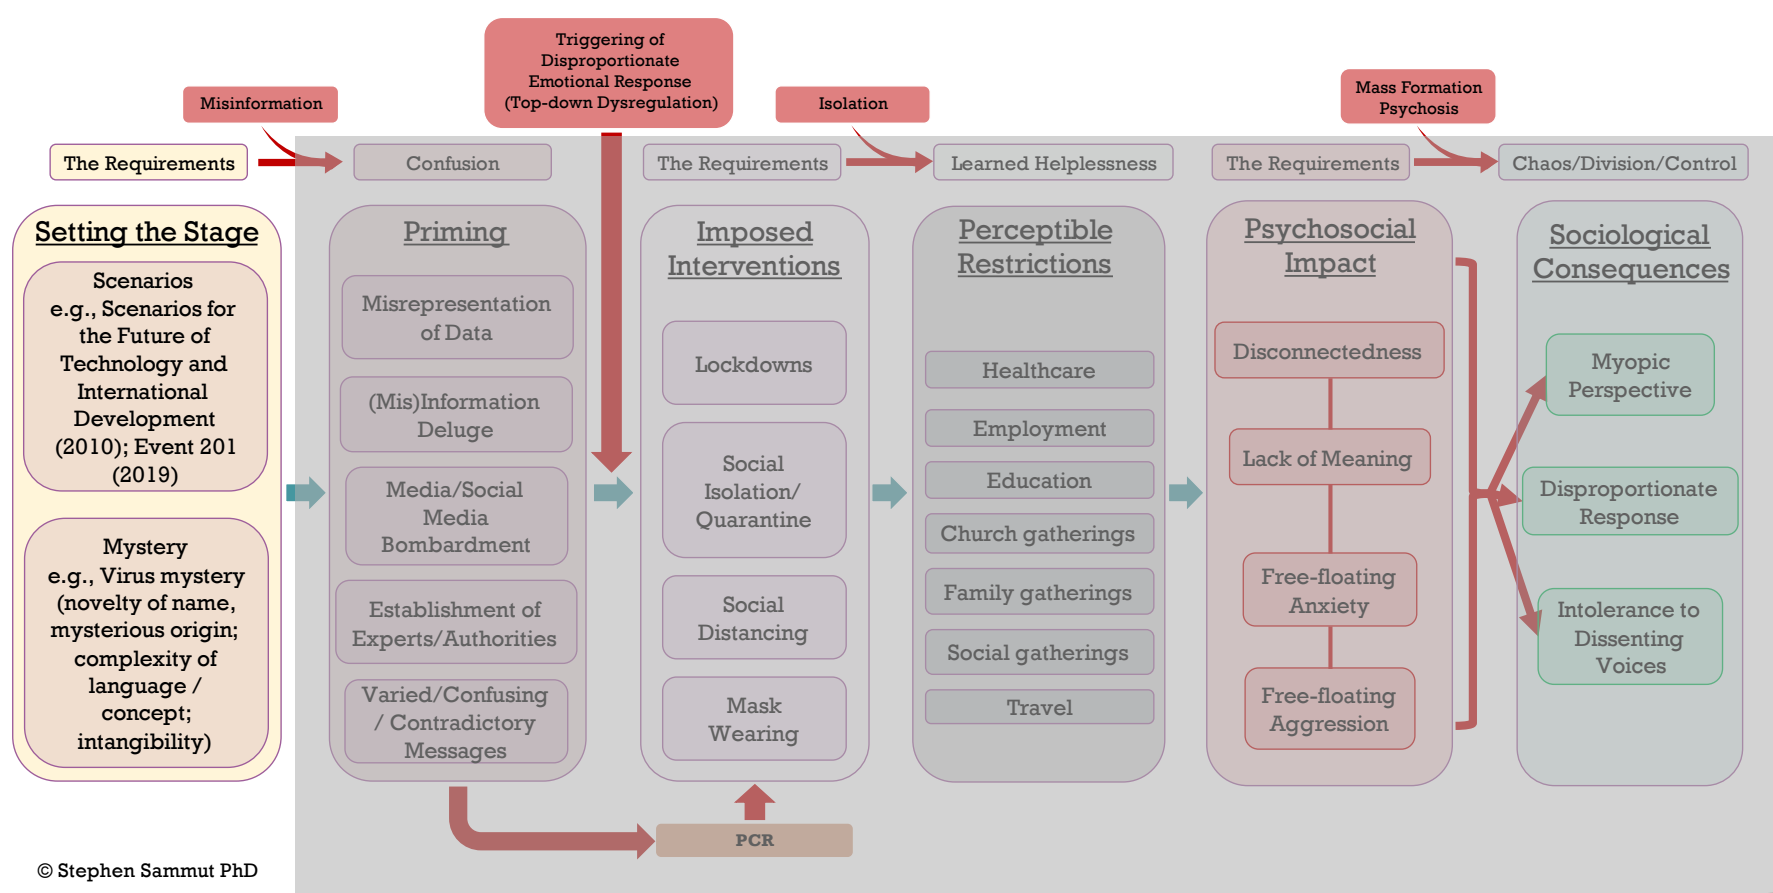 Triggering of
Disproportionate
Emotional Response
(Top-down Dysregulation)
Misinformation
Isolation
Mass Formation
Psychosis
The Requirements
Confusion
The Requirements
Learned Helplessness
The Requirements
Chaos/Division/Control
Setting the Stage
Scenarios
e.g., Scenarios for
the Future of
Technology and
International
Development
(2010); Event 201
(2019)
Mystery
e.g., Virus mystery
(novelty of name,
mysterious origin;
complexity of
language /
concept;
intangibility)
Priming
Misrepresentation
of Data
(Mis)Information
Deluge
Media/Social
Media
Bombardment
Establishment of
Experts/Authorities
Varied/Confusing
/ Contradictory
Messages
Imposed
Interventions
Lockdowns
Social
Isolation/
Quarantine
Social
Distancing
Mask
Wearing
PCR
Perceptible
Restrictions
Healthcare
Employment
Education
Church gatherings
Family gatherings
Social gatherings
Travel
Psychosocial
Impact
Disconnectedness
Lack of Meaning
Free-floating
Anxiety
Free-floating
Aggression
Sociological
Consequences
Myopic
Perspective
Disproportionate
Response
Intolerance to
Dissenting
Voices
© Stephen Sammut PhD